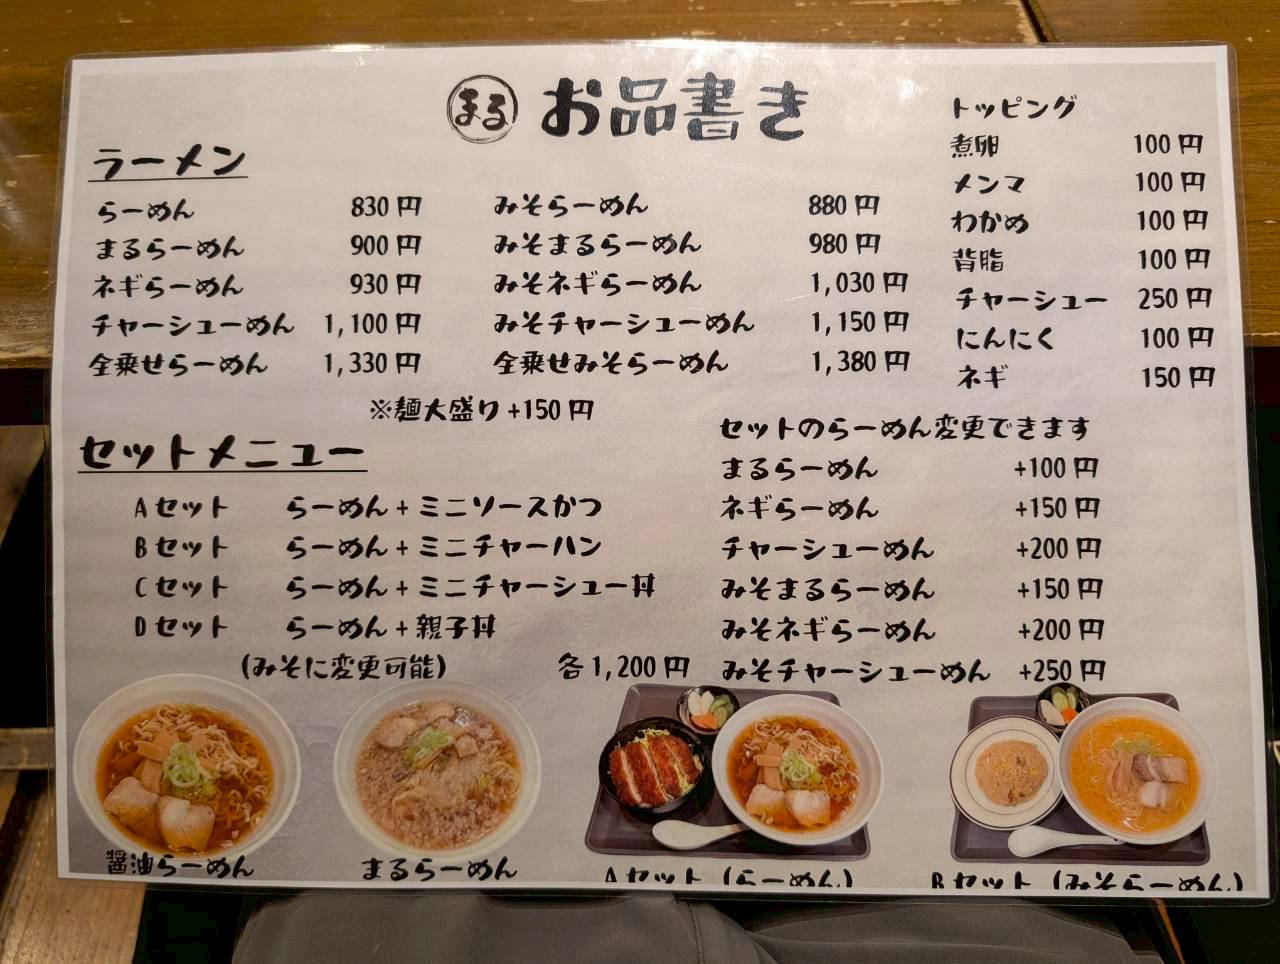 まる お品書き
ラーメン
らーめん 830円
まるらーめん 900円
ネギらーめん 930円
チャーシューめん 1,100円
全乗せらーめん 1,330円
みそらーめん 880円
みそまるらーめん 980円
みそネギらーめん 1,030円
みそチャーシューめん 1,150円
全乗せみそらーめん 1,380円
※麺大盛り+150円
トッピング
煮卵 100円
メンマ 100円
わかめ 100円
背脂 100円
チャーシュー 250円
にんにく 100円
ネギ 150円
セットメニュー
Aセット らーめん+ミニソースかつ
Bセット らーめん+ミニチャーハン
Cセット らーめん+ミニチャーシュー丼
Dセット らーめん+親子丼
(みそに変更可能) 各1,200円
セットのらーめん変更できます
まるらーめん +100円
ネギらーめん +150円
チャーシューめん +200円
みそまるらーめん +150円
みそネギらーめん +200円
みそチャーシューめん +250円
醤油らーめん
まるらーめん
Aセット (らーめん)
Bセット (みそらーめん)